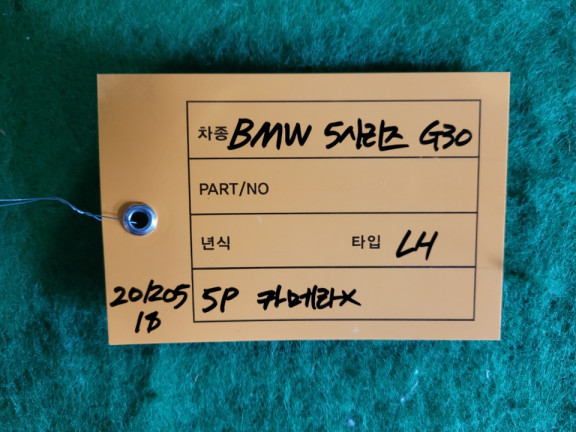 차종 BMW 5시리즈 G30
PART/NO
년식 타입 LH
5P 카메라X
201205
18